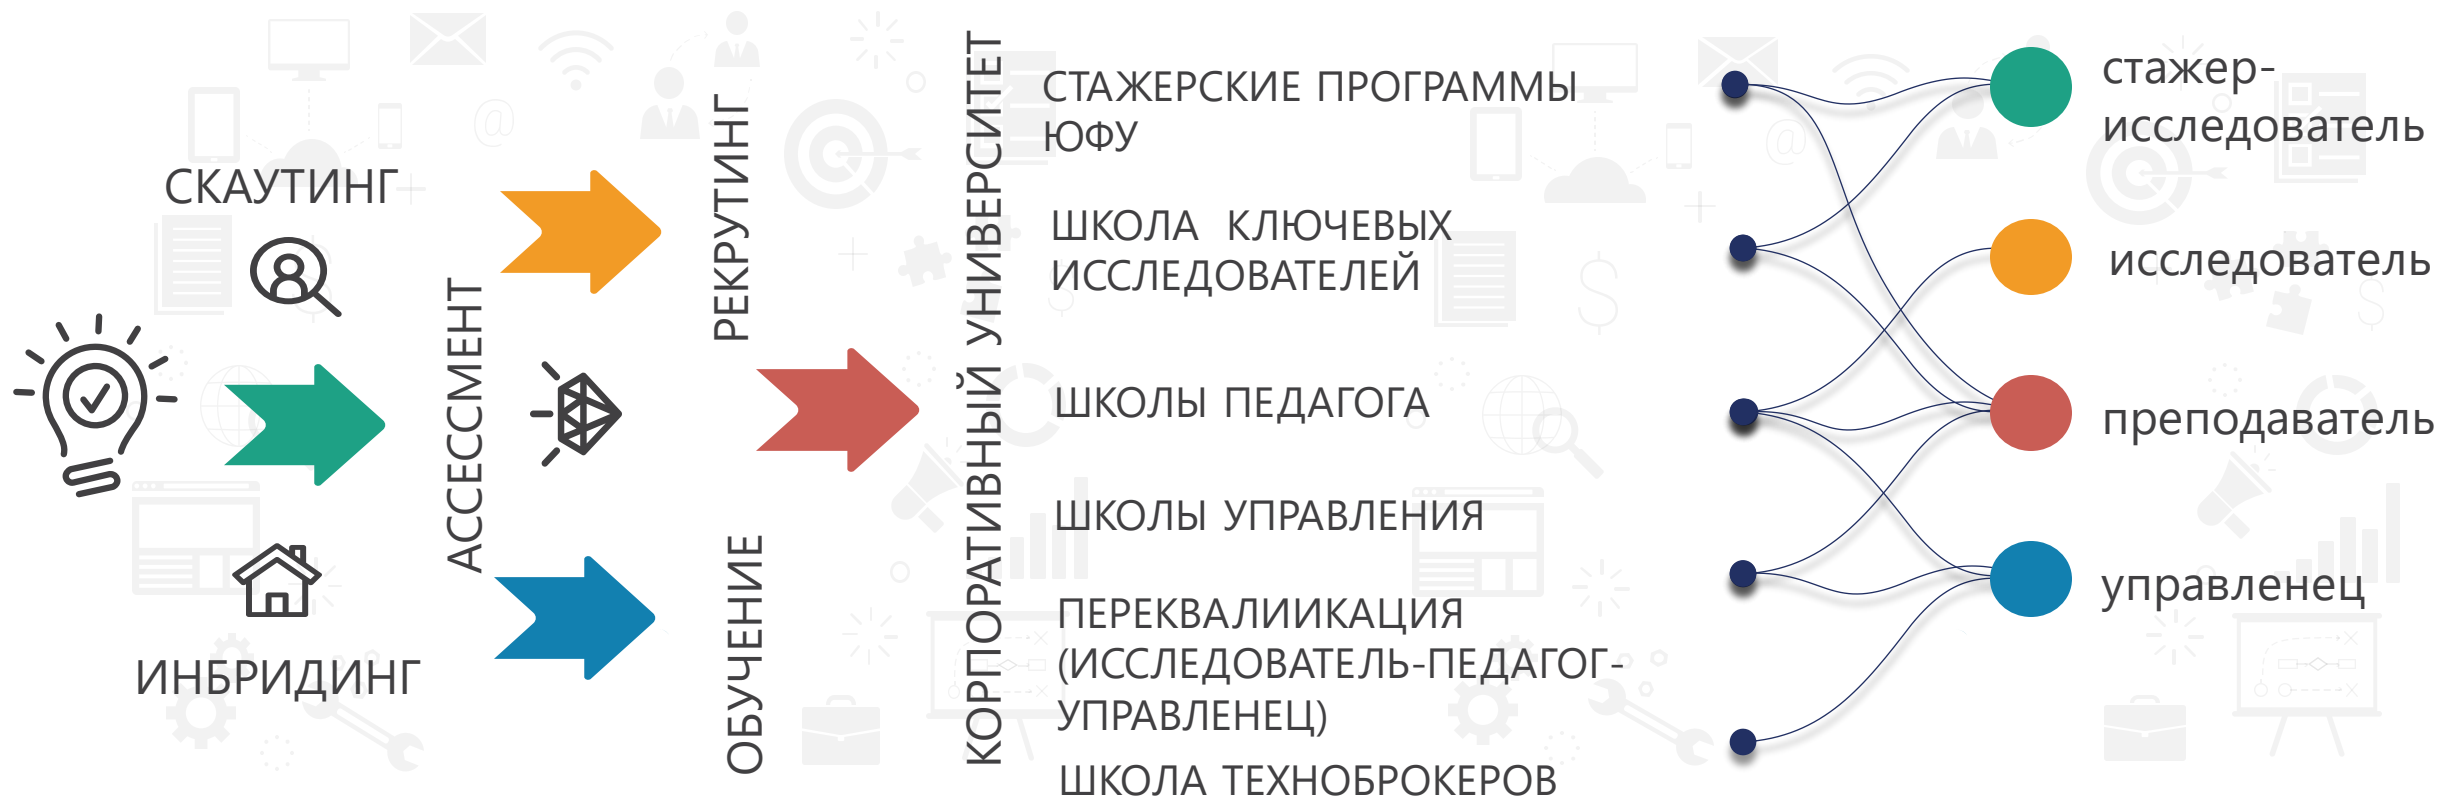 СКАУТИНГ
ИНБРИДИНГ
АССЕССМЕНТ
РЕКРУТИНГ
ОБУЧЕНИЕ
КОРПОРАТИВНЫЙ УНИВЕРСИТЕТ
СТАЖЕРСКИЕ ПРОГРАММЫ
ЮФУ
ШКОЛА КЛЮЧЕВЫХ
ИССЛЕДОВАТЕЛЕЙ
ШКОЛЫ ПЕДАГОГА
ШКОЛЫ УПРАВЛЕНИЯ
ПЕРЕКВАЛИИКАЦИЯ
(ИССЛЕДОВАТЕЛЬ-ПЕДАГОГ-
УПРАВЛЕНЕЦ)
ШКОЛА ТЕХНОБРОКЕРОВ
стажер-
исследователь
исследователь
преподаватель
управленец